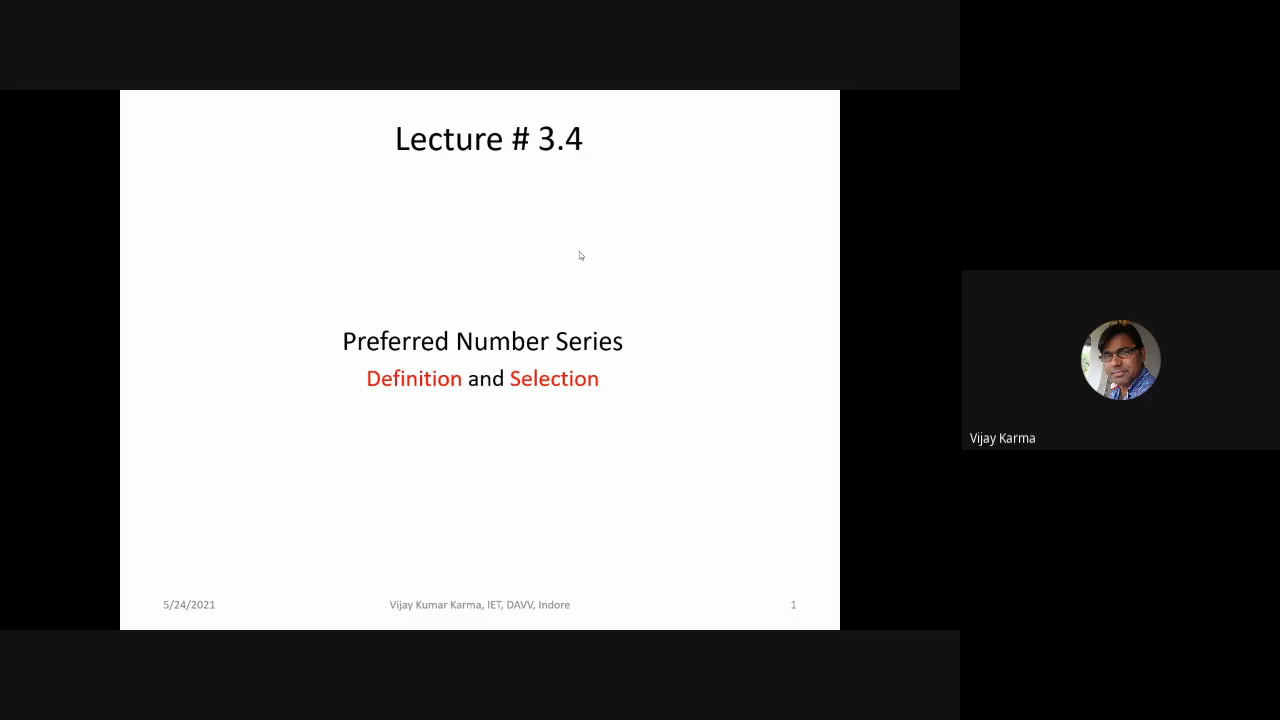 Lecture # 3.4
Preferred Number Series
Definition and Selection
Vijay Karma
5/24/2021
Vijay Kumar Karma, IET, DAVV, Indore
1